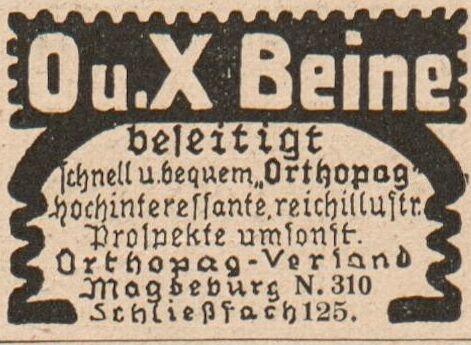 O u. X Beine
beseitigt
schnell u. bequem „Orthopag“,
hochinteressante, reichillustr.
Prospekte umsonst.
Orthopag-Versand
Magdeburg N. 310
Schließfach 125.